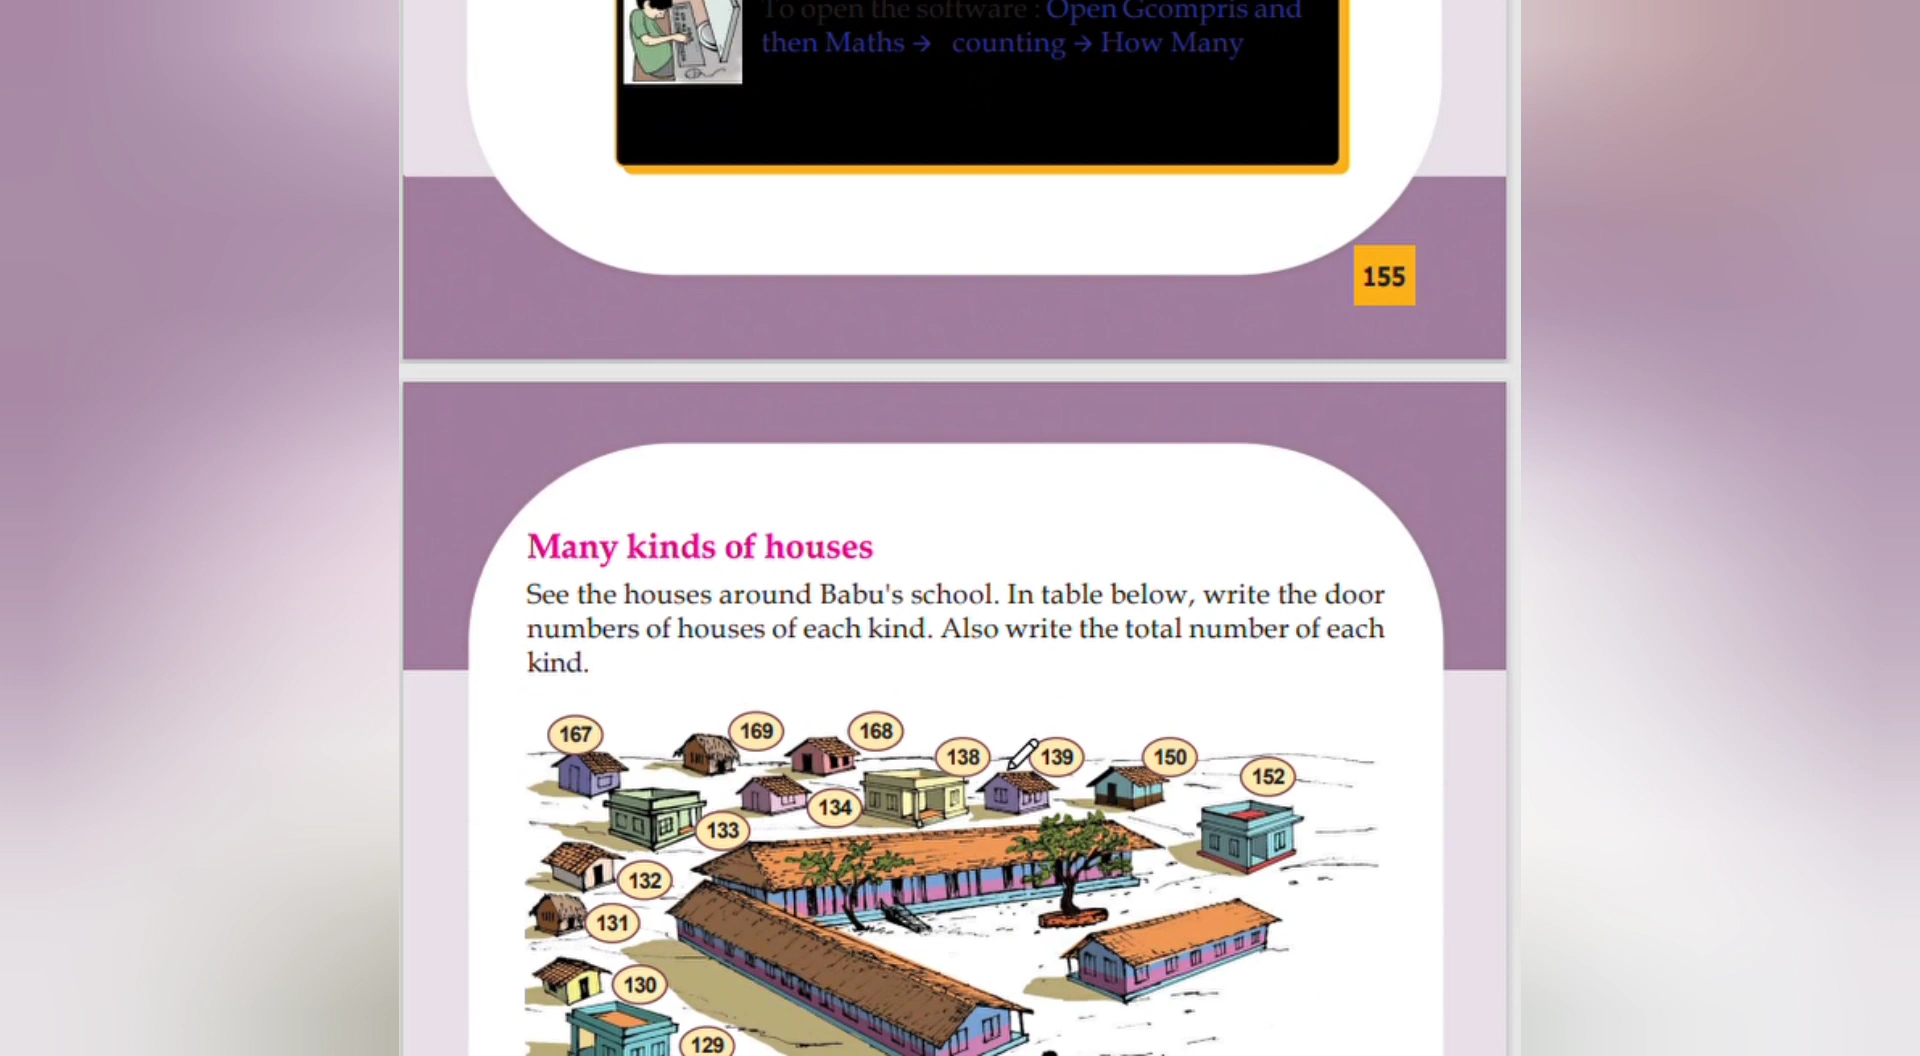 To open the software : Open Gcompris and
then Maths → counting → How Many
155
Many kinds of houses
See the houses around Babu's school. In table below, write the door
numbers of houses of each kind. Also write the total number of each
kind.
167
169
168
138
139
150
152
134
133
132
131
130
129